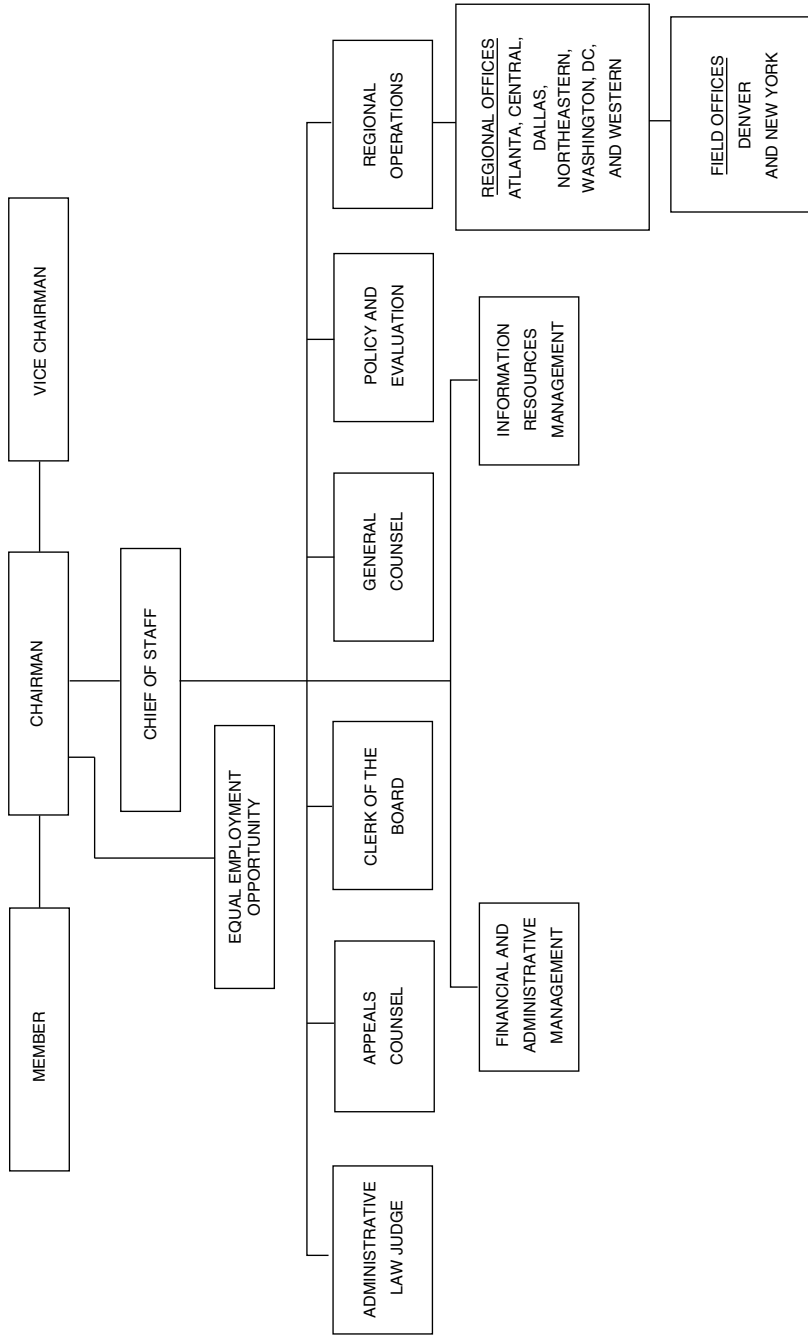 MEMBER
CHAIRMAN
VICE CHAIRMAN
CHIEF OF STAFF
EQUAL EMPLOYMENT
OPPORTUNITY
ADMINISTRATIVE
LAW JUDGE
APPEALS
COUNSEL
CLERK OF THE
BOARD
GENERAL
COUNSEL
POLICY AND
EVALUATION
REGIONAL
OPERATIONS
FINANCIAL AND
ADMINISTRATIVE
MANAGEMENT
INFORMATION
RESOURCES
MANAGEMENT
REGIONAL OFFICES
ATLANTA, CENTRAL,
DALLAS,
NORTHEASTERN,
WASHINGTON, DC,
AND WESTERN
FIELD OFFICES
DENVER
AND NEW YORK